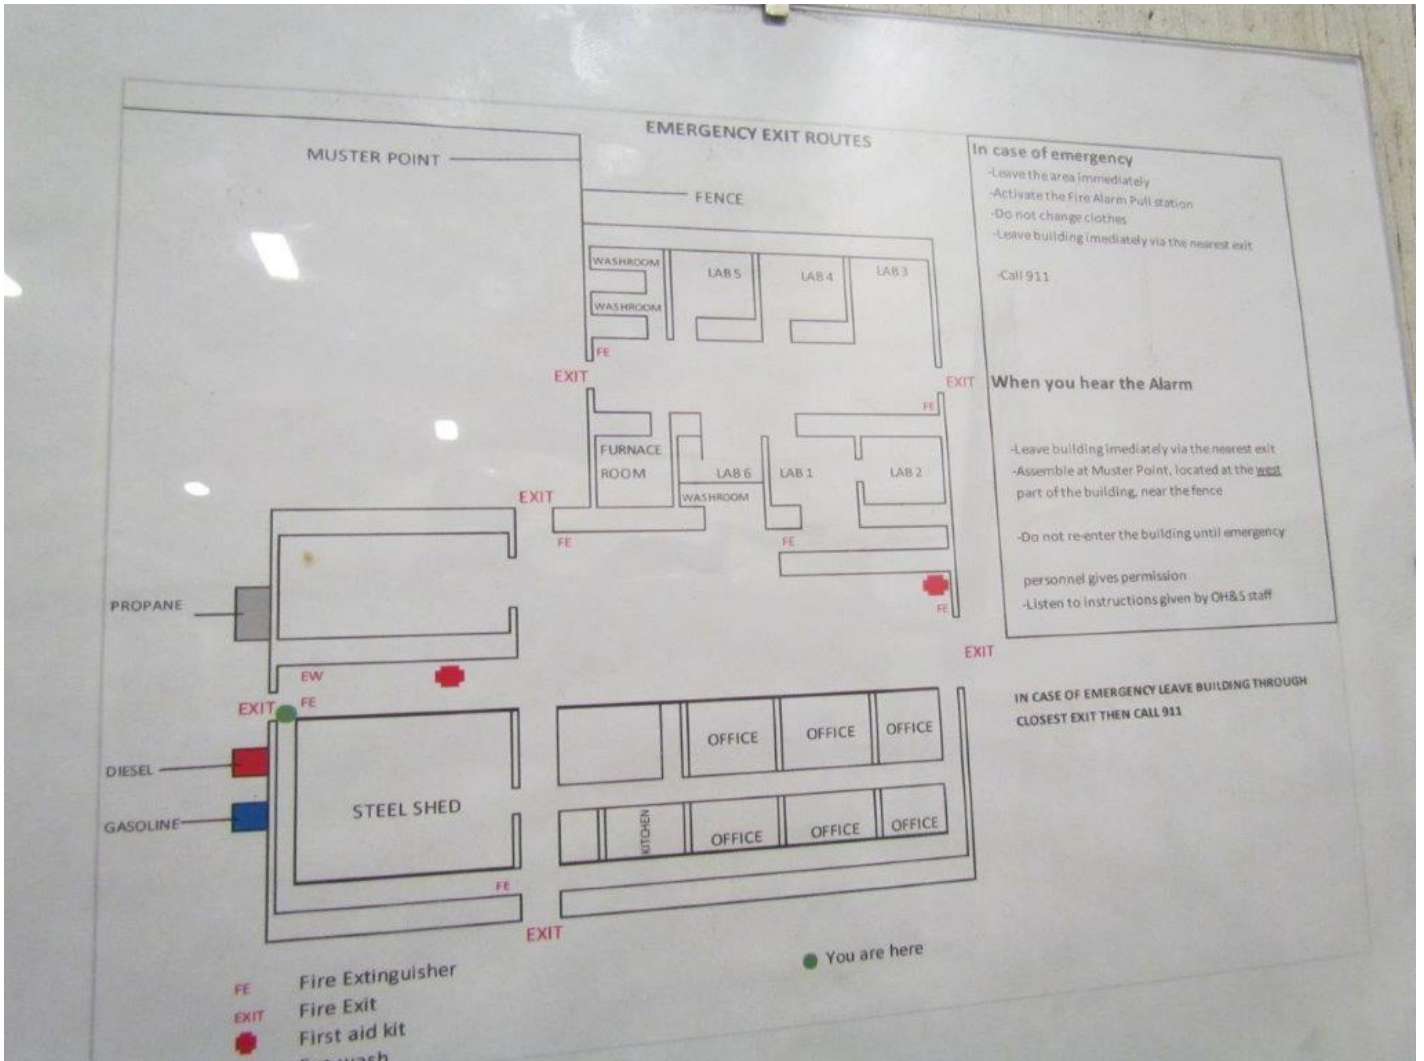 EMERGENCY EXIT ROUTES
MUSTER POINT
FENCE
In case of emergency
-Leave the area immediately
-Activate the Fire Alarm Pull station
-Do not change clothes
-Leave building imediately via the nearest exit
-Call 911
WASHROOM
LAB 5
LAB 4
LAB 3
WASHROOM
FE
EXIT
EXIT
When you hear the Alarm
FE
-Leave building imediately via the nearest exit
-Assemble at Muster Point, located at the west
part of the building, near the fence
-Do not re-enter the building until emergency
personnel gives permission
-Listen to instructions given by OH&S staff
FURNACE
ROOM
LAB 6
LAB 1
LAB 2
WASHROOM
EXIT
FE
FE
PROPANE
FE
EXIT
EW
EXIT
FE
IN CASE OF EMERGENCY LEAVE BUILDING THROUGH
CLOSEST EXIT THEN CALL 911
OFFICE
OFFICE
OFFICE
DIESEL
GASOLINE
STEEL SHED
KITCHEN
OFFICE
OFFICE
OFFICE
FE
EXIT
You are here
FE Fire Extinguisher
EXIT Fire Exit
First aid kit
wash